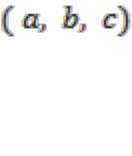 ( a, b, c)